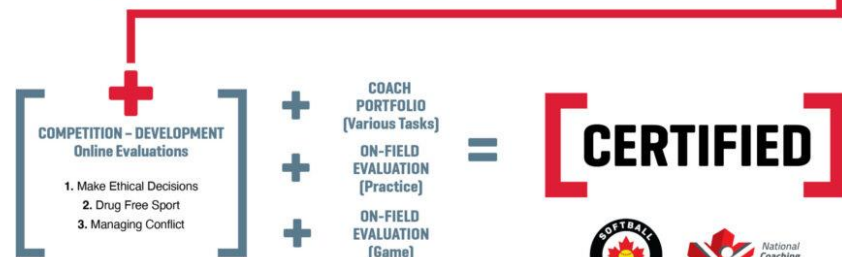 COMPETITION – DEVELOPMENT
Online Evaluations
1. Make Ethical Decisions
2. Drug Free Sport
3. Managing Conflict
+
+
COACH
PORTFOLIO
(Various Tasks)
+
ON-FIELD
EVALUATION
(Practice)
+
ON-FIELD
EVALUATION
(Game)
=
CERTIFIED
SOFTBALL
National
Coaching